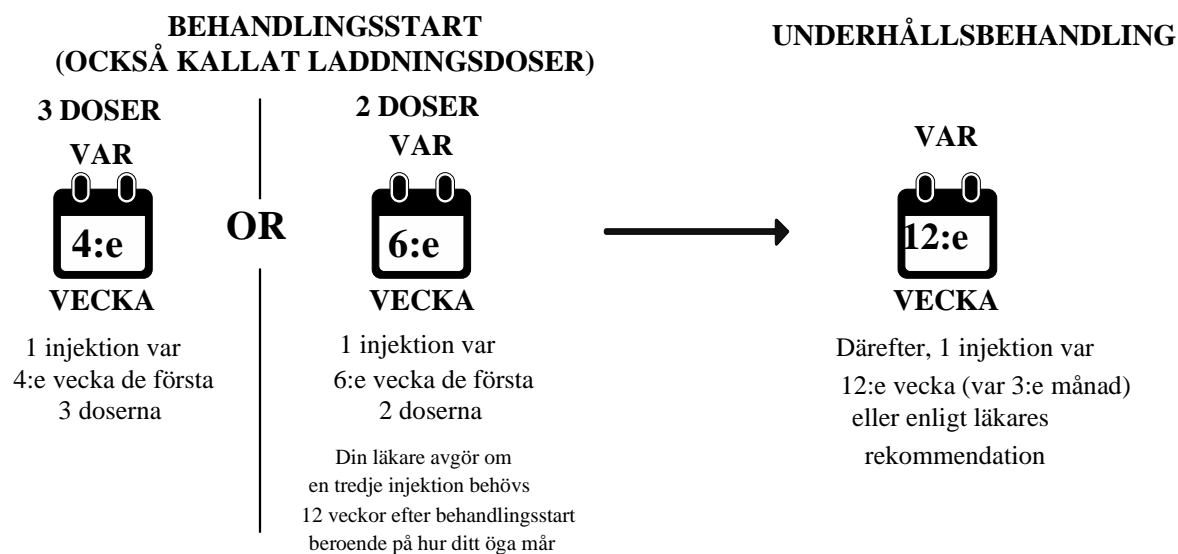 BEHANDLINGSSTART
(OCKSÅ KALLAT LADDNINGSDOSER)
3 DOSER
VAR
4:e
VECKA
1 injektion var
4:e vecka de första
3 doserna
OR
2 DOSER
VAR
6:e
VECKA
1 injektion var
6:e vecka de första
2 doserna
Din läkare avgör om
en tredje injektion behövs
12 veckor efter behandlingsstart
beroende på hur ditt öga mår
UNDERHÅLLSBEHANDLING
VAR
12:e
VECKA
Därefter, 1 injektion var
12:e vecka (var 3:e månad)
eller enligt läkares
rekommendation